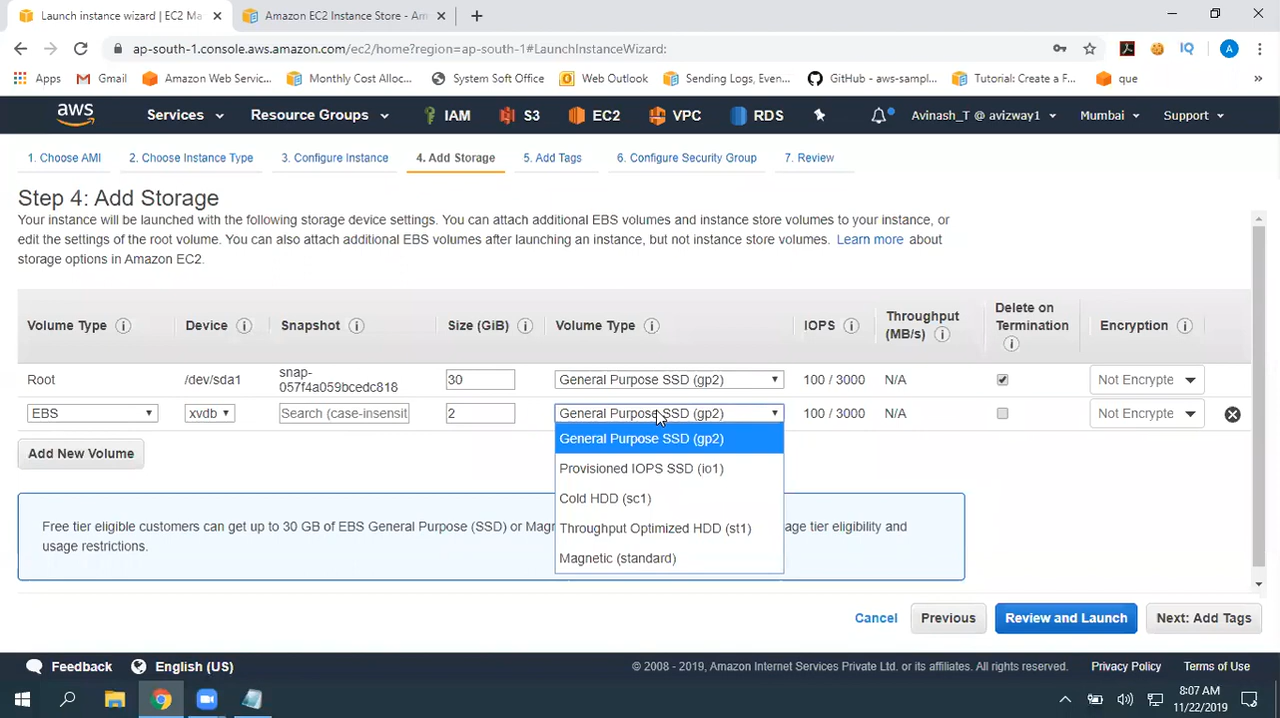 Launch instance wizard | EC2 Ma
Amazon EC2 Instance Store - Am
ap-south-1.console.aws.amazon.com/ec2/home?region=ap-south-1#LaunchInstanceWizard:
Apps
Gmail
Amazon Web Servic...
Monthly Cost Alloc...
System Soft Office
Web Outlook
Sending Logs, Even...
GitHub - aws-sampl...
Tutorial: Create a F...
que
»
aws
Services
Resource Groups
IAM
S3
EC2
VPC
RDS
Avinash_T @ avizway1
Mumbai
Support
1. Choose AMI
2. Choose Instance Type
3. Configure Instance
4. Add Storage
5. Add Tags
6. Configure Security Group
7. Review
Step 4: Add Storage
Your instance will be launched with the following storage device settings. You can attach additional EBS volumes and instance store volumes to your instance, or
edit the settings of the root volume. You can also attach additional EBS volumes after launching an instance, but not instance store volumes. Learn more about
storage options in Amazon EC2.
Volume Type
Device
Snapshot
Size (GiB)
Volume Type
IOPS
Throughput
(MB/s)
Delete on
Termination
Encryption
Root
/dev/sda1
snap-
057f4a059bcedc818
30
General Purpose SSD (gp2)
100 / 3000
N/A
Not Encrypte
EBS
xvdb
Search (case-insensit
2
General Purpose SSD (gp2)
100 / 3000
N/A
Not Encrypte
General Purpose SSD (gp2)
Provisioned IOPS SSD (io1)
Cold HDD (sc1)
Throughput Optimized HDD (st1)
Magnetic (standard)
Add New Volume
Free tier eligible customers can get up to 30 GB of EBS General Purpose (SSD) or Magn
age tier eligibility and
usage restrictions.
Cancel
Previous
Review and Launch
Next: Add Tags
Feedback
English (US)
© 2008 - 2019, Amazon Internet Services Private Ltd. or its affiliates. All rights reserved.
Privacy Policy
Terms of Use
8:07 AM
11/22/2019